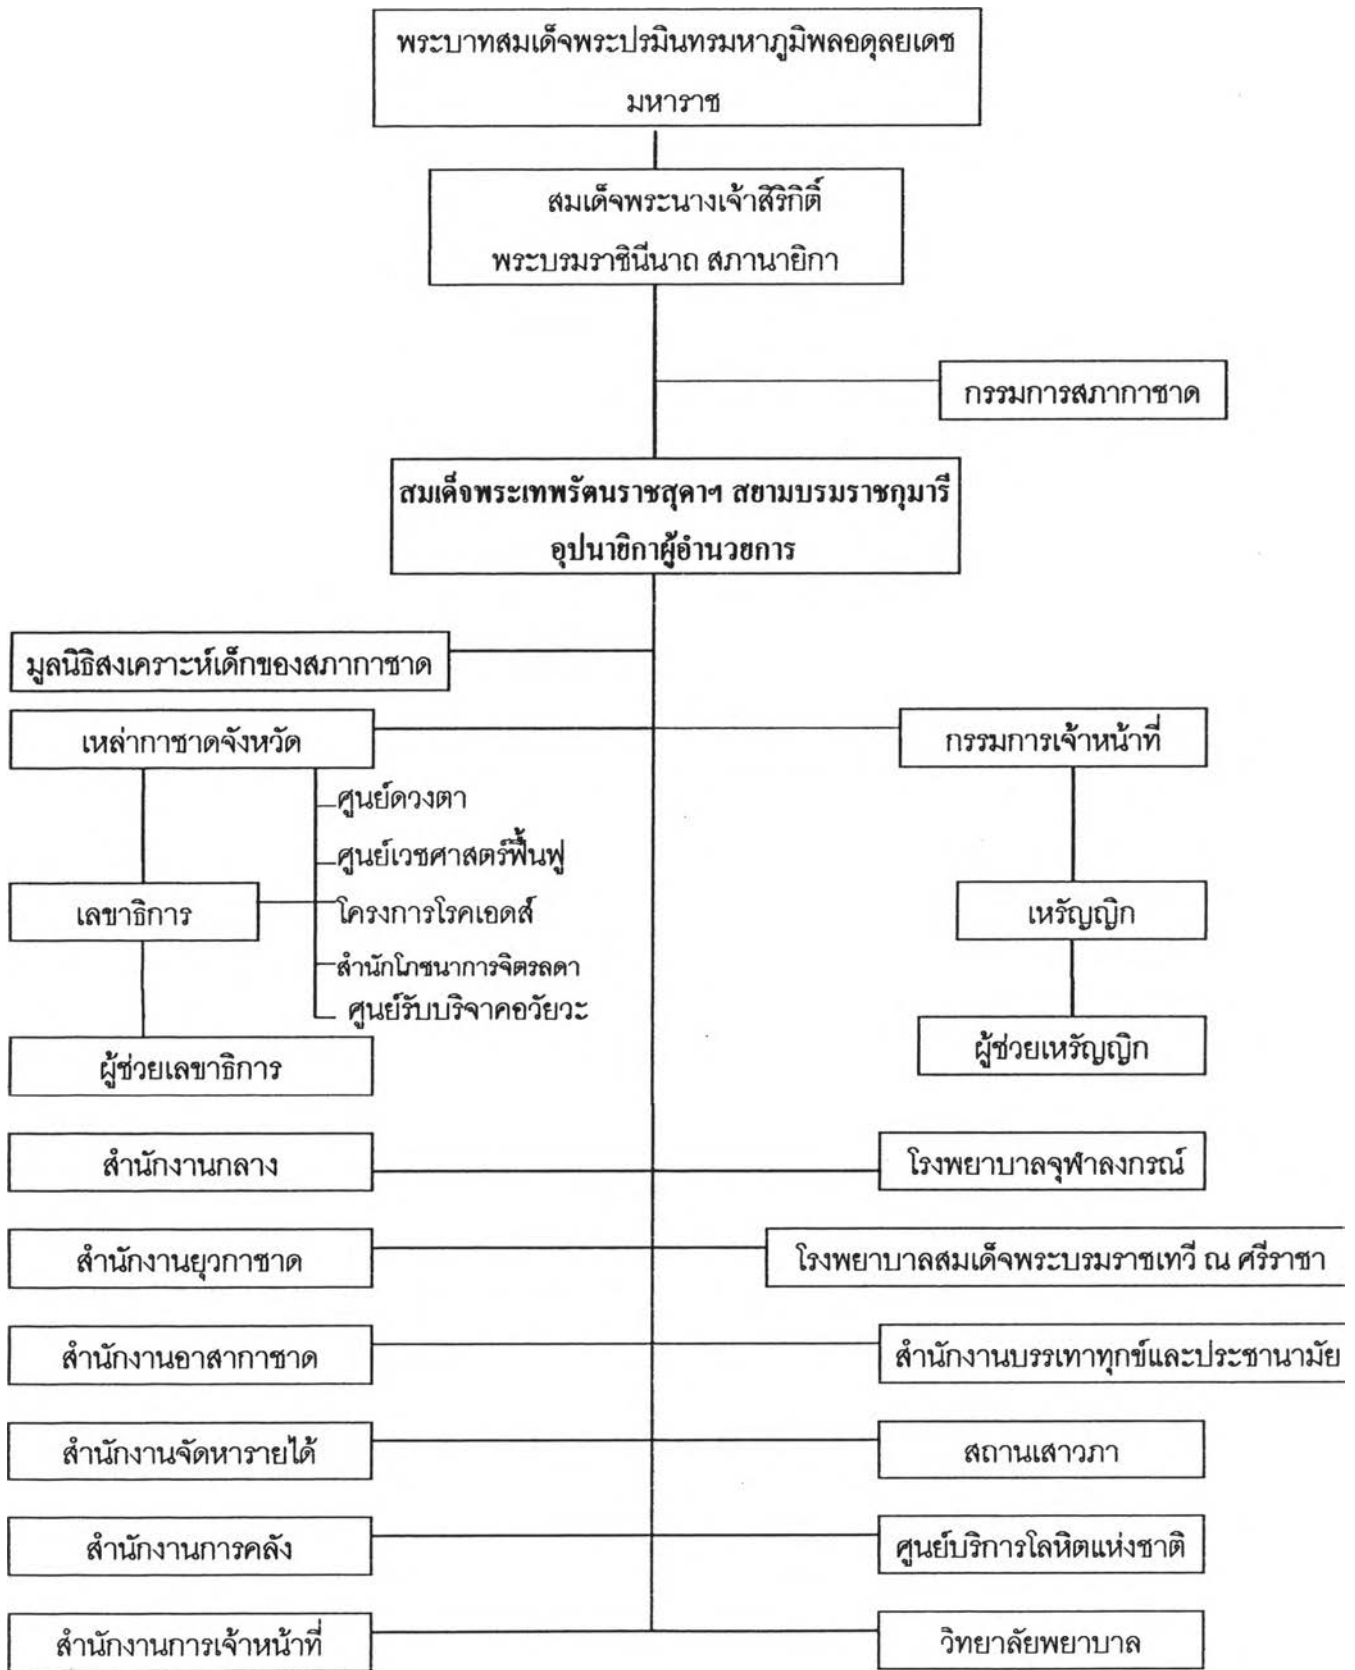 พระบาทสมเด็จพระปรมินทรมหาภูมิพลอดุลยเดช
มหาราช
สมเด็จพระนางเจ้าสิริกิติ์
พระบรมราชินีนาถ สภานายิกา
กรรมการสภากาชาด
สมเด็จพระเทพรัตนราชสุดาฯ สยามบรมราชกุมารี
อุปนายิกาผู้อำนวยการ
มูลนิธิสงเคราะห์เด็กของสภากาชาด
เหล่ากาชาดจังหวัด
กรรมการเจ้าหน้าที่
ศูนย์ดวงตา
ศูนย์เวชศาสตร์ฟื้นฟู
เลขาธิการ
โครงการโรคเอดส์
เหรัญญิก
สำนักโภชนาการจิตรลดา
ศูนย์รับบริจาคอวัยวะ
ผู้ช่วยเลขาธิการ
ผู้ช่วยเหรัญญิก
สำนักงานกลาง
โรงพยาบาลจุฬาลงกรณ์
สำนักงานยุวกาชาด
โรงพยาบาลสมเด็จพระบรมราชเทวี ณ ศรีราชา
สำนักงานอาสากาชาด
สำนักงานบรรเทาทุกข์และประชานามัย
สำนักงานจัดหารายได้
สถานเสาวภา
สำนักงานการคลัง
ศูนย์บริการโลหิตแห่งชาติ
สำนักงานการเจ้าหน้าที่
วิทยาลัยพยาบาล